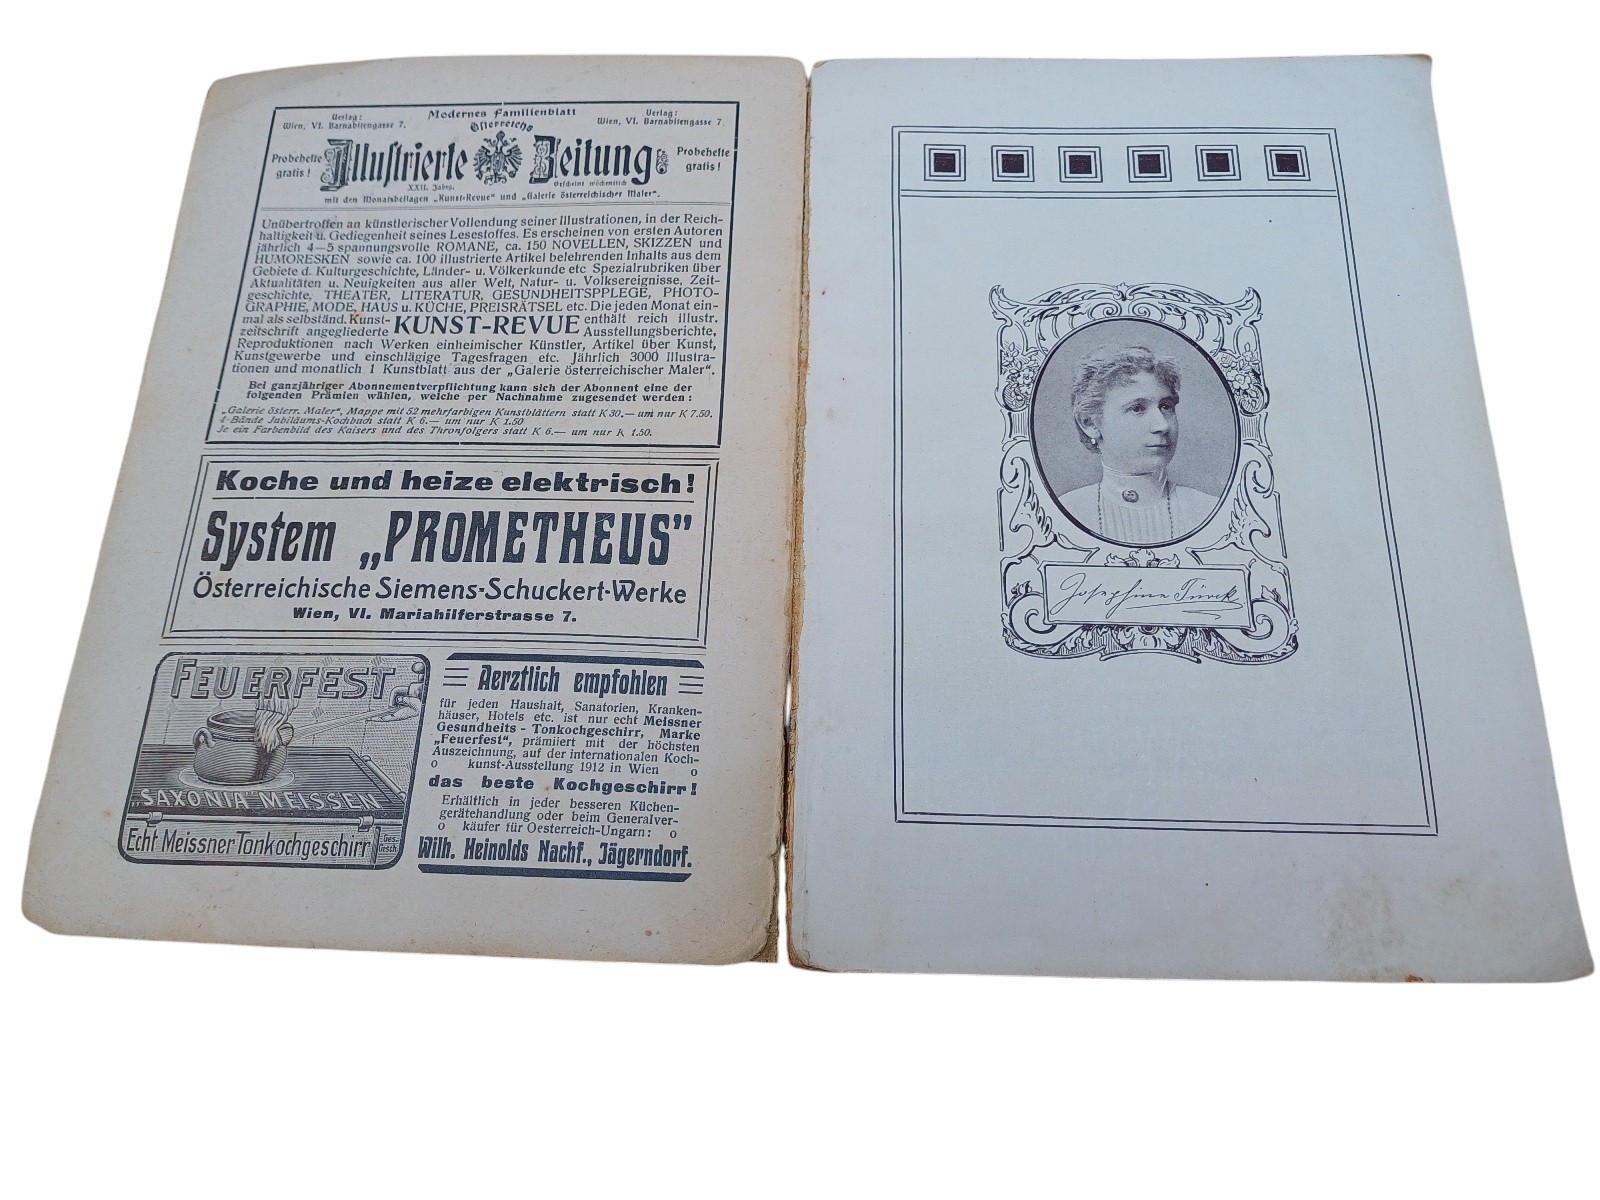 Modernes Familienblatt
Verlag:
Wien, VI. Barnabitengasse 7.
Verlag:
Wien, VI. Barnabitengasse 7.
Österreichs
Probehefte
gratis!
Illustrierte Zeitung
Probehefte
gratis!
XXII. Jahrg.
Erscheint wöchentlich
mit den Monatsbeilagen „Kunst-Revue“ und „Galerie österreichischer Maler“.
Unübertroffen an künstlerischer Vollendung seiner Illustrationen, in der Reich-
haltigkeit u. Gediegenheit seines Lesestoffes. Es erscheinen von ersten Autoren
jährlich 4—5 spannungsvolle ROMANE, ca. 150 NOVELLEN, SKIZZEN und
HUMORESKEN sowie ca. 100 illustrierte Artikel belehrenden Inhalts aus dem
Gebiete d. Kulturgeschichte, Länder- u. Völkerkunde etc Spezialrubriken über
Aktualitäten u. Neuigkeiten aus aller Welt, Natur- u. Volksereignisse, Zeit-
geschichte, THEATER, LITERATUR, GESUNDHEITSPPLEGE, PHOTO-
GRAPHIE, MODE, HAUS u. KÜCHE, PREISRÄTSEL etc. Die jeden Monat ein-
mal als selbständ. Kunst-
zeitschrift angegliederte KUNST-REVUE enthält reich illustr.
Ausstellungsberichte,
Reproduktionen nach Werken einheimischer Künstler, Artikel über Kunst,
Kunstgewerbe und einschlägige Tagesfragen etc. Jährlich 3000 Illustra-
tionen und monatlich 1 Kunstblatt aus der „Galerie österreichischer Maler“.
Bei ganzjähriger Abonnementverpflichtung kann sich der Abonnent eine der
folgenden Prämien wählen, welche per Nachnahme zugesendet werden:
„Galerie österr. Maler“, Mappe mit 52 mehrfarbigen Kunstblättern statt K 30.— um nur K 7.50.
4 Bände Jubiläums-Kochbuch statt K 6.— um nur K 1.50
Je ein Farbenbild des Kaisers und des Thronfolgers statt K 6.— um nur K 1.50.
Koche und heize elektrisch!
System „PROMETHEUS“
Österreichische Siemens-Schuckert-Werke
Wien, VI. Mariahilferstrasse 7.
FEUERFEST
„SAXONIA“ MEISSEN
Echt Meissner Tonkochgeschirr
Ges.
Gesch.
Aerztlich empfohlen
für jeden Haushalt, Sanatorien, Kranken-
häuser, Hotels etc. ist nur echt Meissner
Gesundheits-Tonkochgeschirr, Marke
„Feuerfest“, prämiiert mit der höchsten
Auszeichnung, auf der internationalen Koch-
o kunst-Ausstellung 1912 in Wien o
das beste Kochgeschirr!
Erhältlich in jeder besseren Küchen-
gerätehandlung oder beim Generalver-
o käufer für Oesterreich-Ungarn: o
Wilh. Heinolds Nachf., Jägerndorf.
Josephine Türck